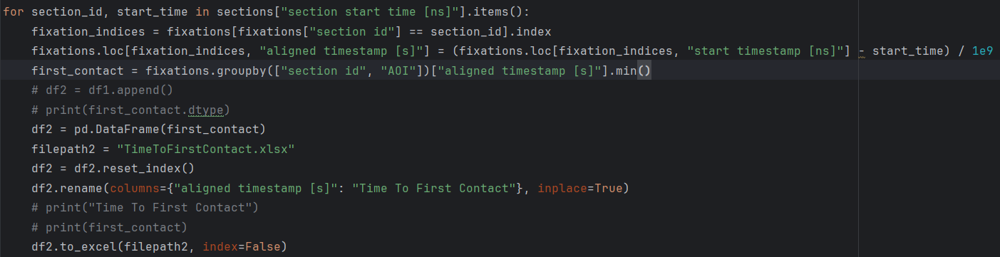 for section_id, start_time in sections["section start time [ns]"].items():
    fixation_indices = fixations[fixations["section id"] == section_id].index
    fixations.loc[fixation_indices, "aligned timestamp [s]"] = (fixations.loc[fixation_indices, "start timestamp [ns]"] - start_time) / 1e9
    first_contact = fixations.groupby(["section id", "AOI"])["aligned timestamp [s]"].min()
    # df2 = df1.append()
    # print(first_contact.dtype)
    df2 = pd.DataFrame(first_contact)
    filepath2 = "TimeToFirstContact.xlsx"
    df2 = df2.reset_index()
    df2.rename(columns={"aligned timestamp [s]": "Time To First Contact"}, inplace=True)
    # print("Time To First Contact")
    # print(first_contact)
    df2.to_excel(filepath2, index=False)